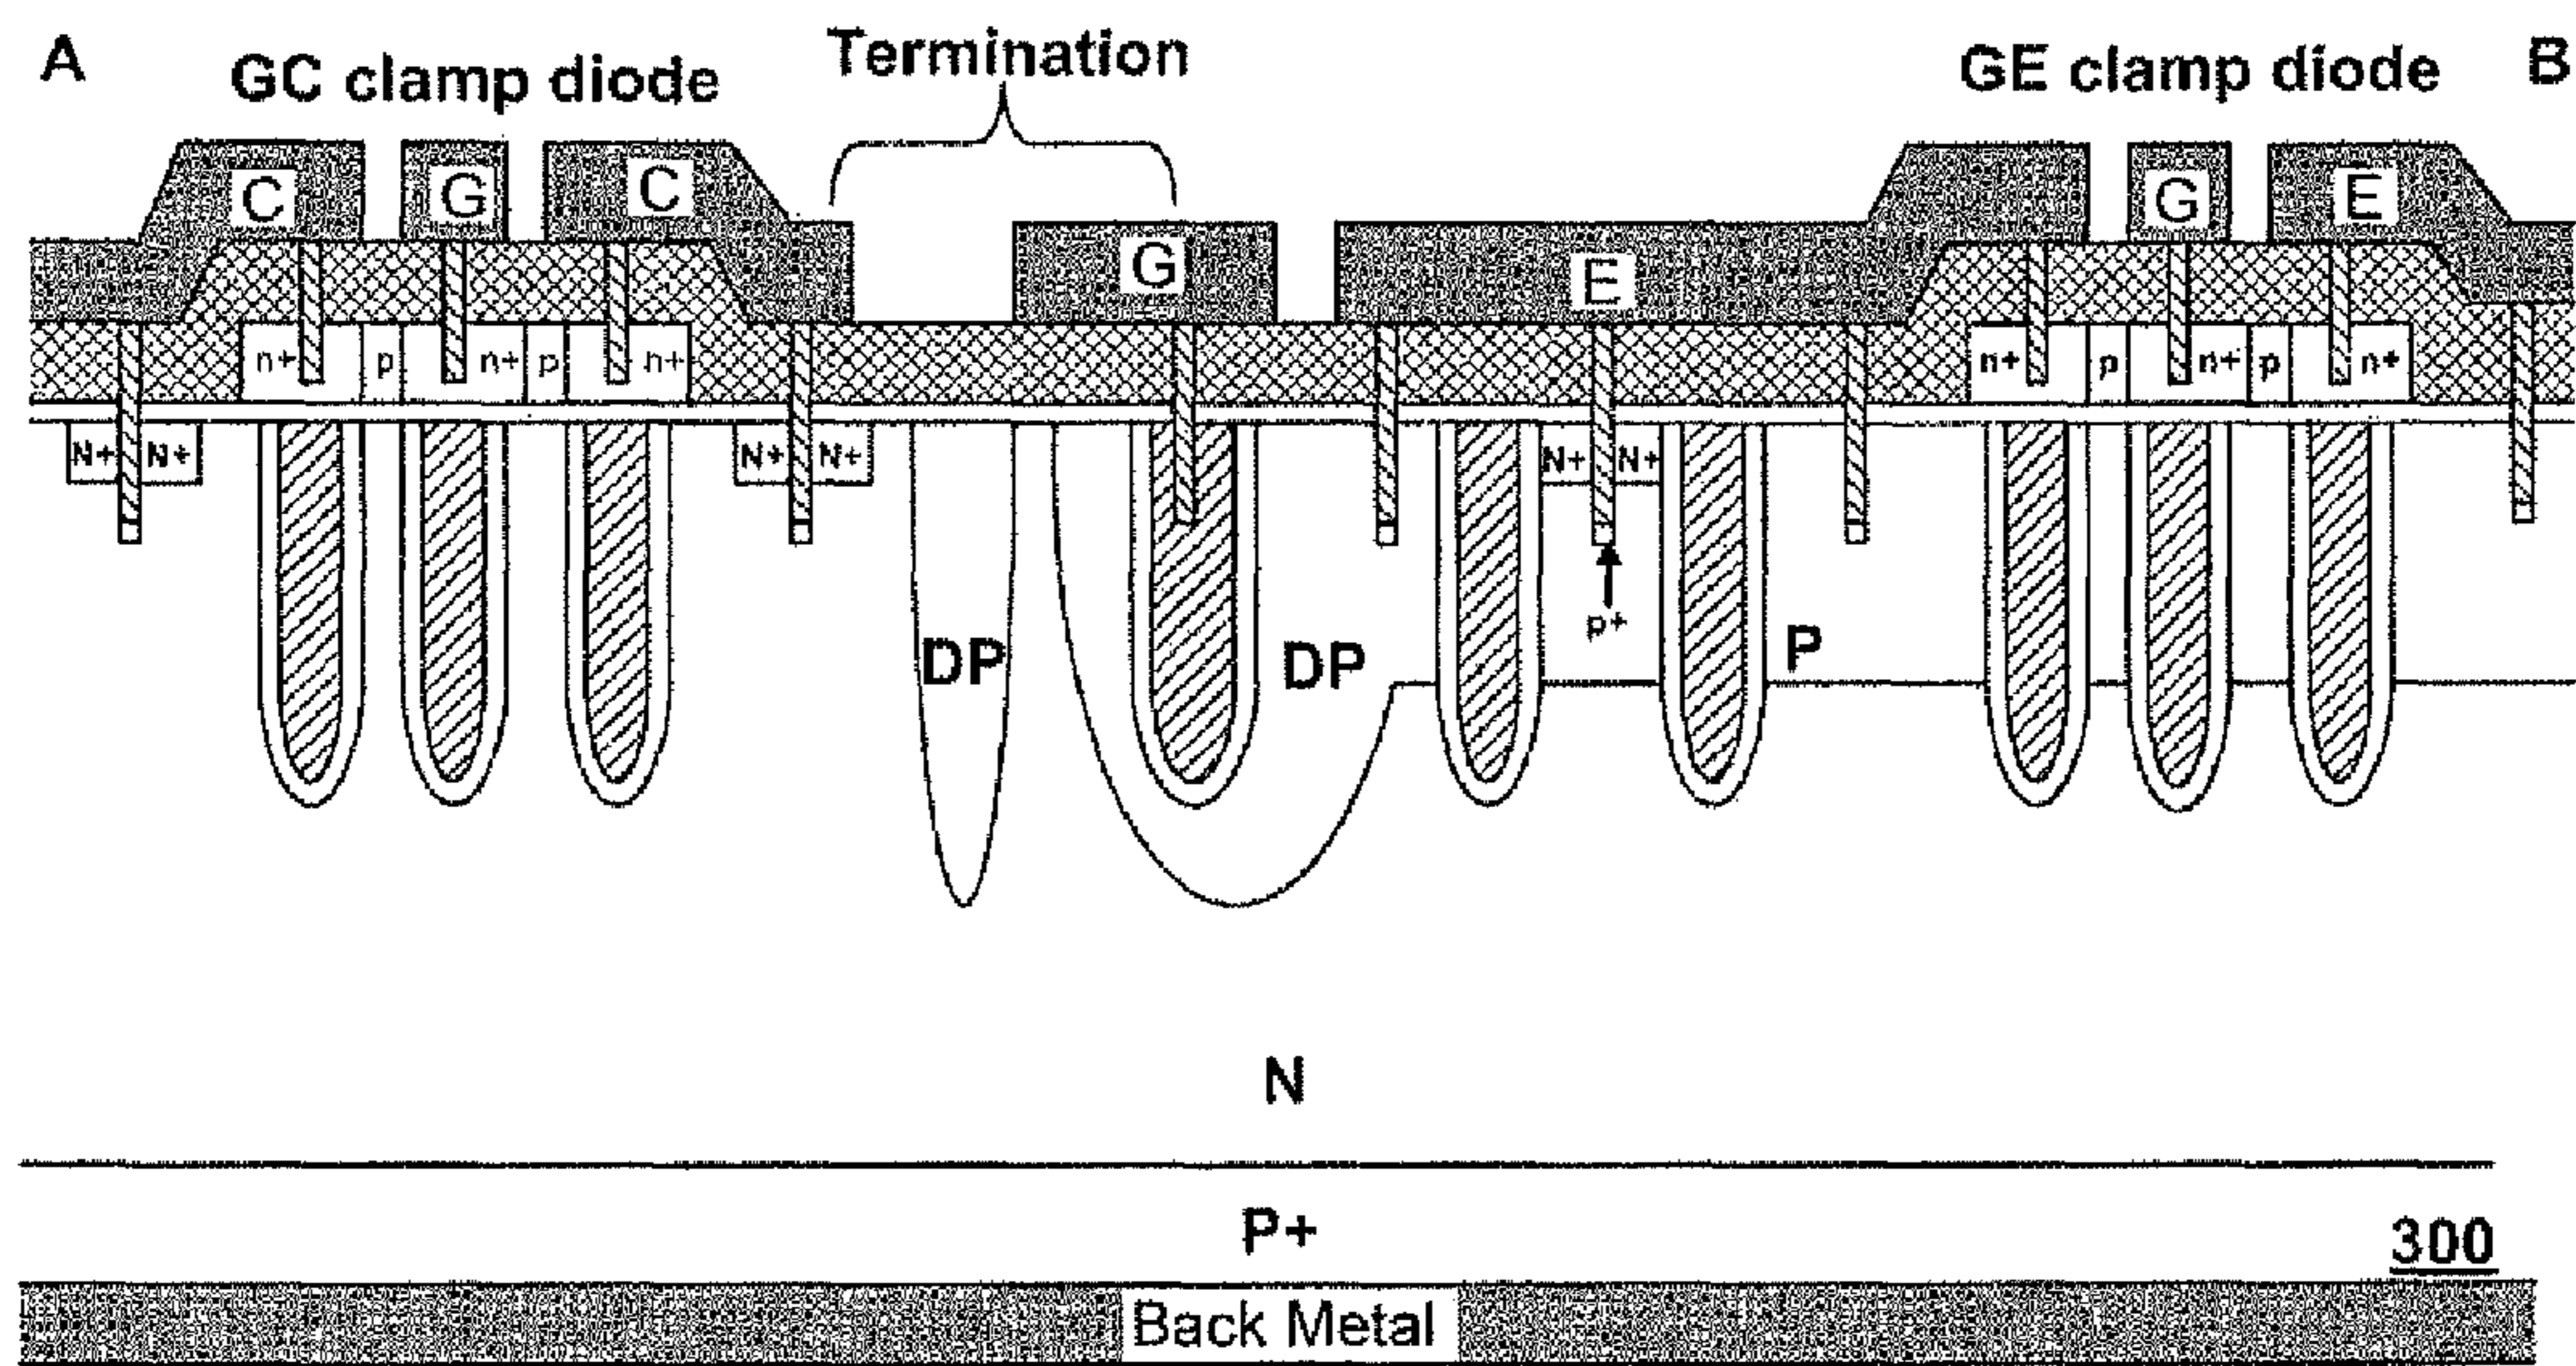 A GC clamp diode Termination GE clamp diode B
C G C G E
G E
n+ p n+ p n+ n+ p n+ p n+
N+ N+ N+ N+ N+ N+
p+
DP DP P
N
P+
300
Back Metal